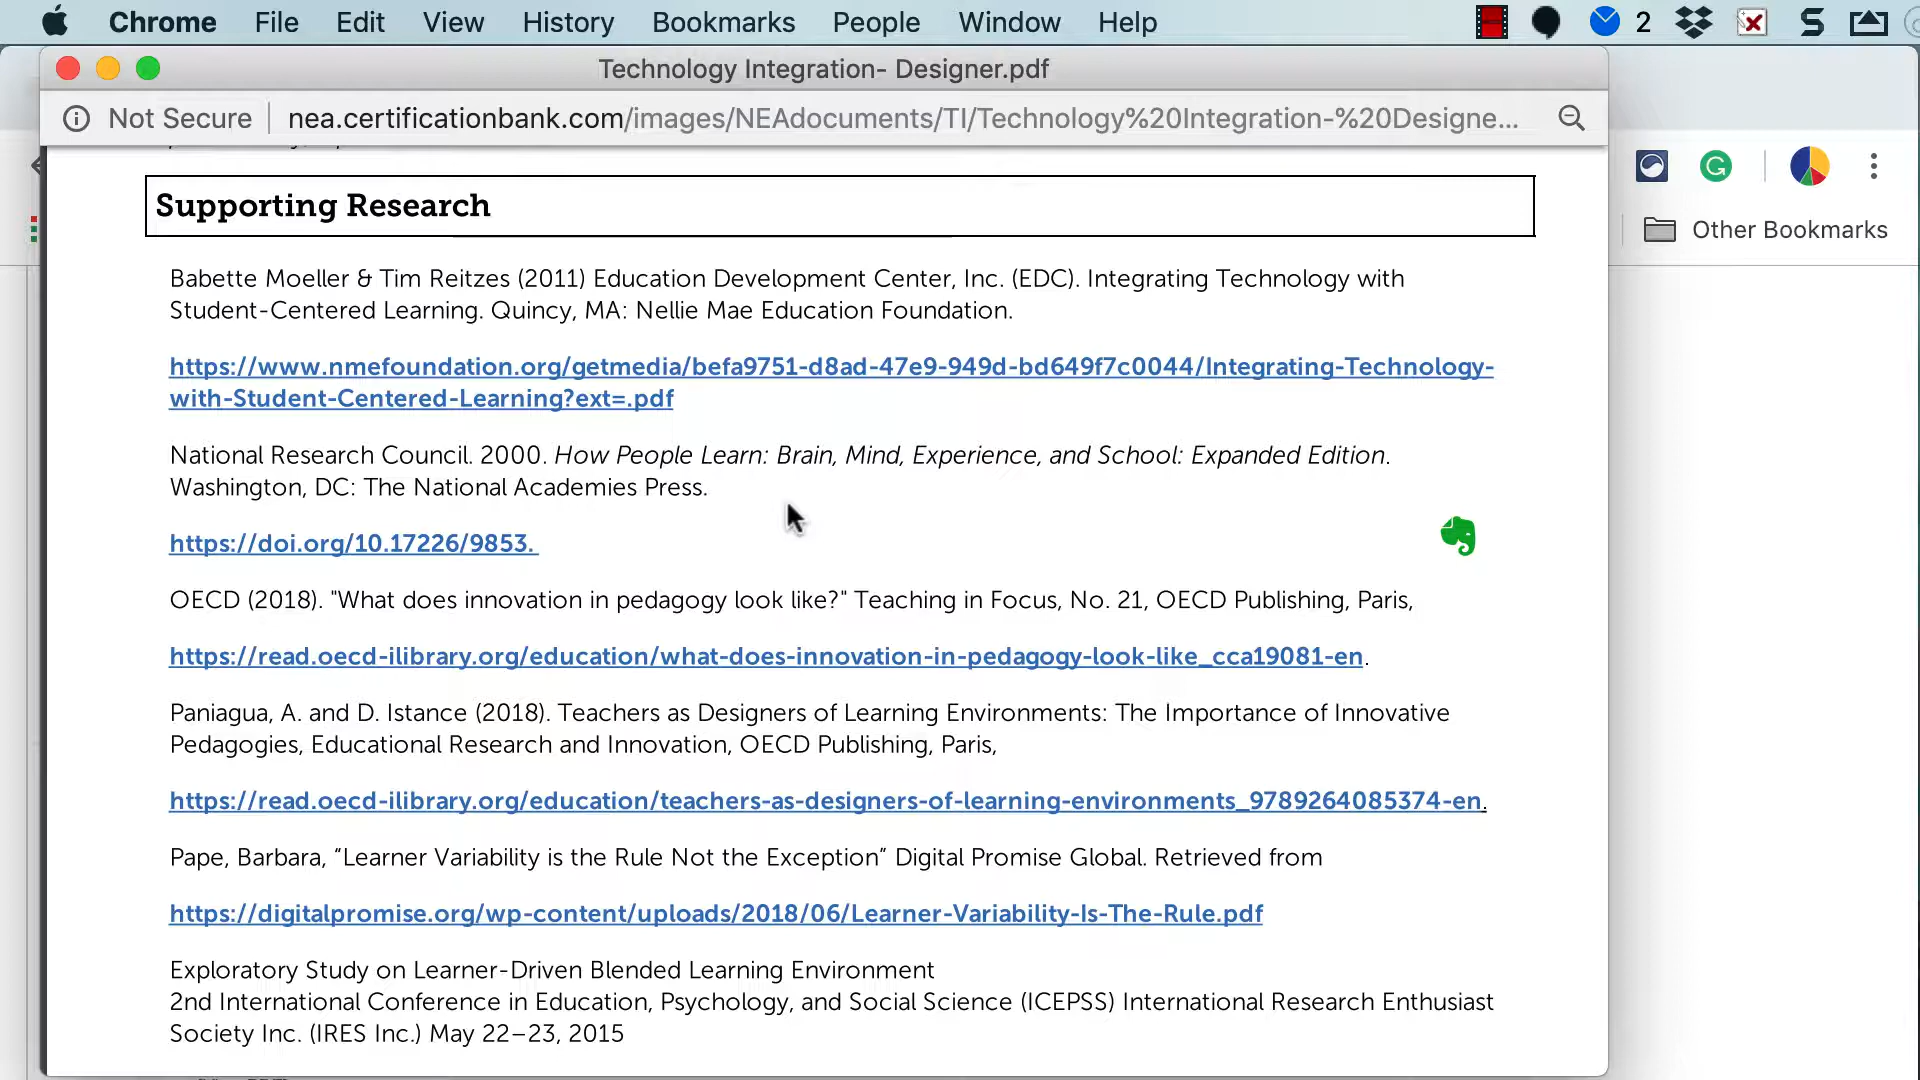 Chrome File Edit View History Bookmarks People Window Help 2
Technology Integration- Designer.pdf
Not Secure nea.certificationbank.com/images/NEAdocuments/TI/Technology%20Integration-%20Designe...
Other Bookmarks
Supporting Research
Babette Moeller & Tim Reitzes (2011) Education Development Center, Inc. (EDC). Integrating Technology with
Student-Centered Learning. Quincy, MA: Nellie Mae Education Foundation.
https://www.nmefoundation.org/getmedia/befa9751-d8ad-47e9-949d-bd649f7c0044/Integrating-Technology-
with-Student-Centered-Learning?ext=.pdf
National Research Council. 2000. How People Learn: Brain, Mind, Experience, and School: Expanded Edition.
Washington, DC: The National Academies Press.
https://doi.org/10.17226/9853.
OECD (2018). "What does innovation in pedagogy look like?" Teaching in Focus, No. 21, OECD Publishing, Paris,
https://read.oecd-ilibrary.org/education/what-does-innovation-in-pedagogy-look-like_cca19081-en.
Paniagua, A. and D. Istance (2018). Teachers as Designers of Learning Environments: The Importance of Innovative
Pedagogies, Educational Research and Innovation, OECD Publishing, Paris,
https://read.oecd-ilibrary.org/education/teachers-as-designers-of-learning-environments_9789264085374-en.
Pape, Barbara, “Learner Variability is the Rule Not the Exception” Digital Promise Global. Retrieved from
https://digitalpromise.org/wp-content/uploads/2018/06/Learner-Variability-Is-The-Rule.pdf
Exploratory Study on Learner-Driven Blended Learning Environment
2nd International Conference in Education, Psychology, and Social Science (ICEPSS) International Research Enthusiast
Society Inc. (IRES Inc.) May 22–23, 2015